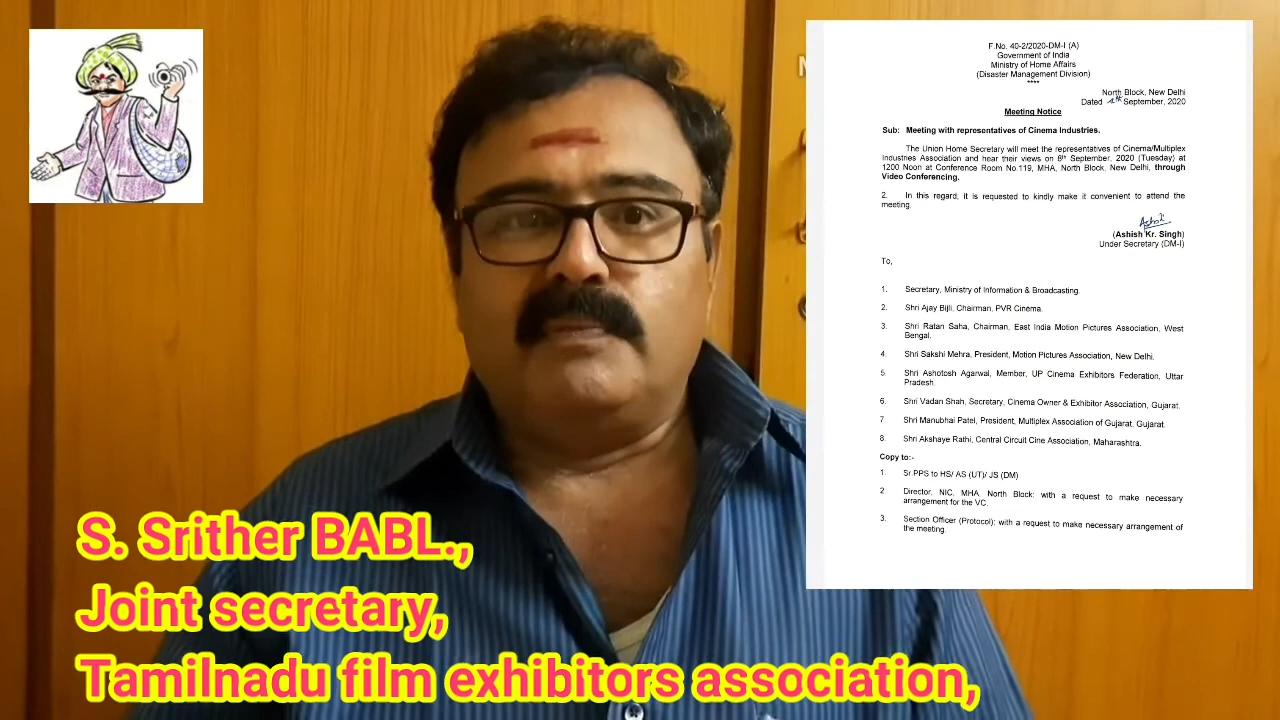 F.No. 40-2/2020-DM-I (A)
Government of India
Ministry of Home Affairs
(Disaster Management Division)
****
North Block, New Delhi
Dated 4th September, 2020
Meeting Notice
Sub: Meeting with representatives of Cinema Industries.
The Union Home Secretary will meet the representatives of Cinema/Multiplex
Industries Association and hear their views on 8th September, 2020 (Tuesday) at
1200 Noon at Conference Room No.119, MHA, North Block, New Delhi, through
Video Conferencing.
2. In this regard, it is requested to kindly make it convenient to attend the
meeting.
(Ashish Kr. Singh)
Under Secretary (DM-I)
To,
1. Secretary, Ministry of Information & Broadcasting.
2. Shri Ajay Bijli, Chairman, PVR Cinema.
3. Shri Ratan Saha, Chairman, East India Motion Pictures Association, West
Bengal.
4. Shri Sakshi Mehra, President, Motion Pictures Association, New Delhi.
5. Shri Ashotosh Agarwal, Member, UP Cinema Exhibitors Federation, Uttar
Pradesh.
6. Shri Vadan Shah, Secretary, Cinema Owner & Exhibitor Association, Gujarat.
7. Shri Manubhai Patel, President, Multiplex Association of Gujarat, Gujarat.
8. Shri Akshaye Rathi, Central Circuit Cine Association, Maharashtra.
Copy to:-
1. Sr.PPS to HS/ AS (UT)/ JS (DM)
2 Director, NIC, MHA, North Block: with a request to make necessary
arrangement for the VC.
3. Section Officer (Protocol); with a request to make necessary arrangement of
the meeting.
S. Srither BABL.,
Joint secretary,
Tamilnadu film exhibitors association,